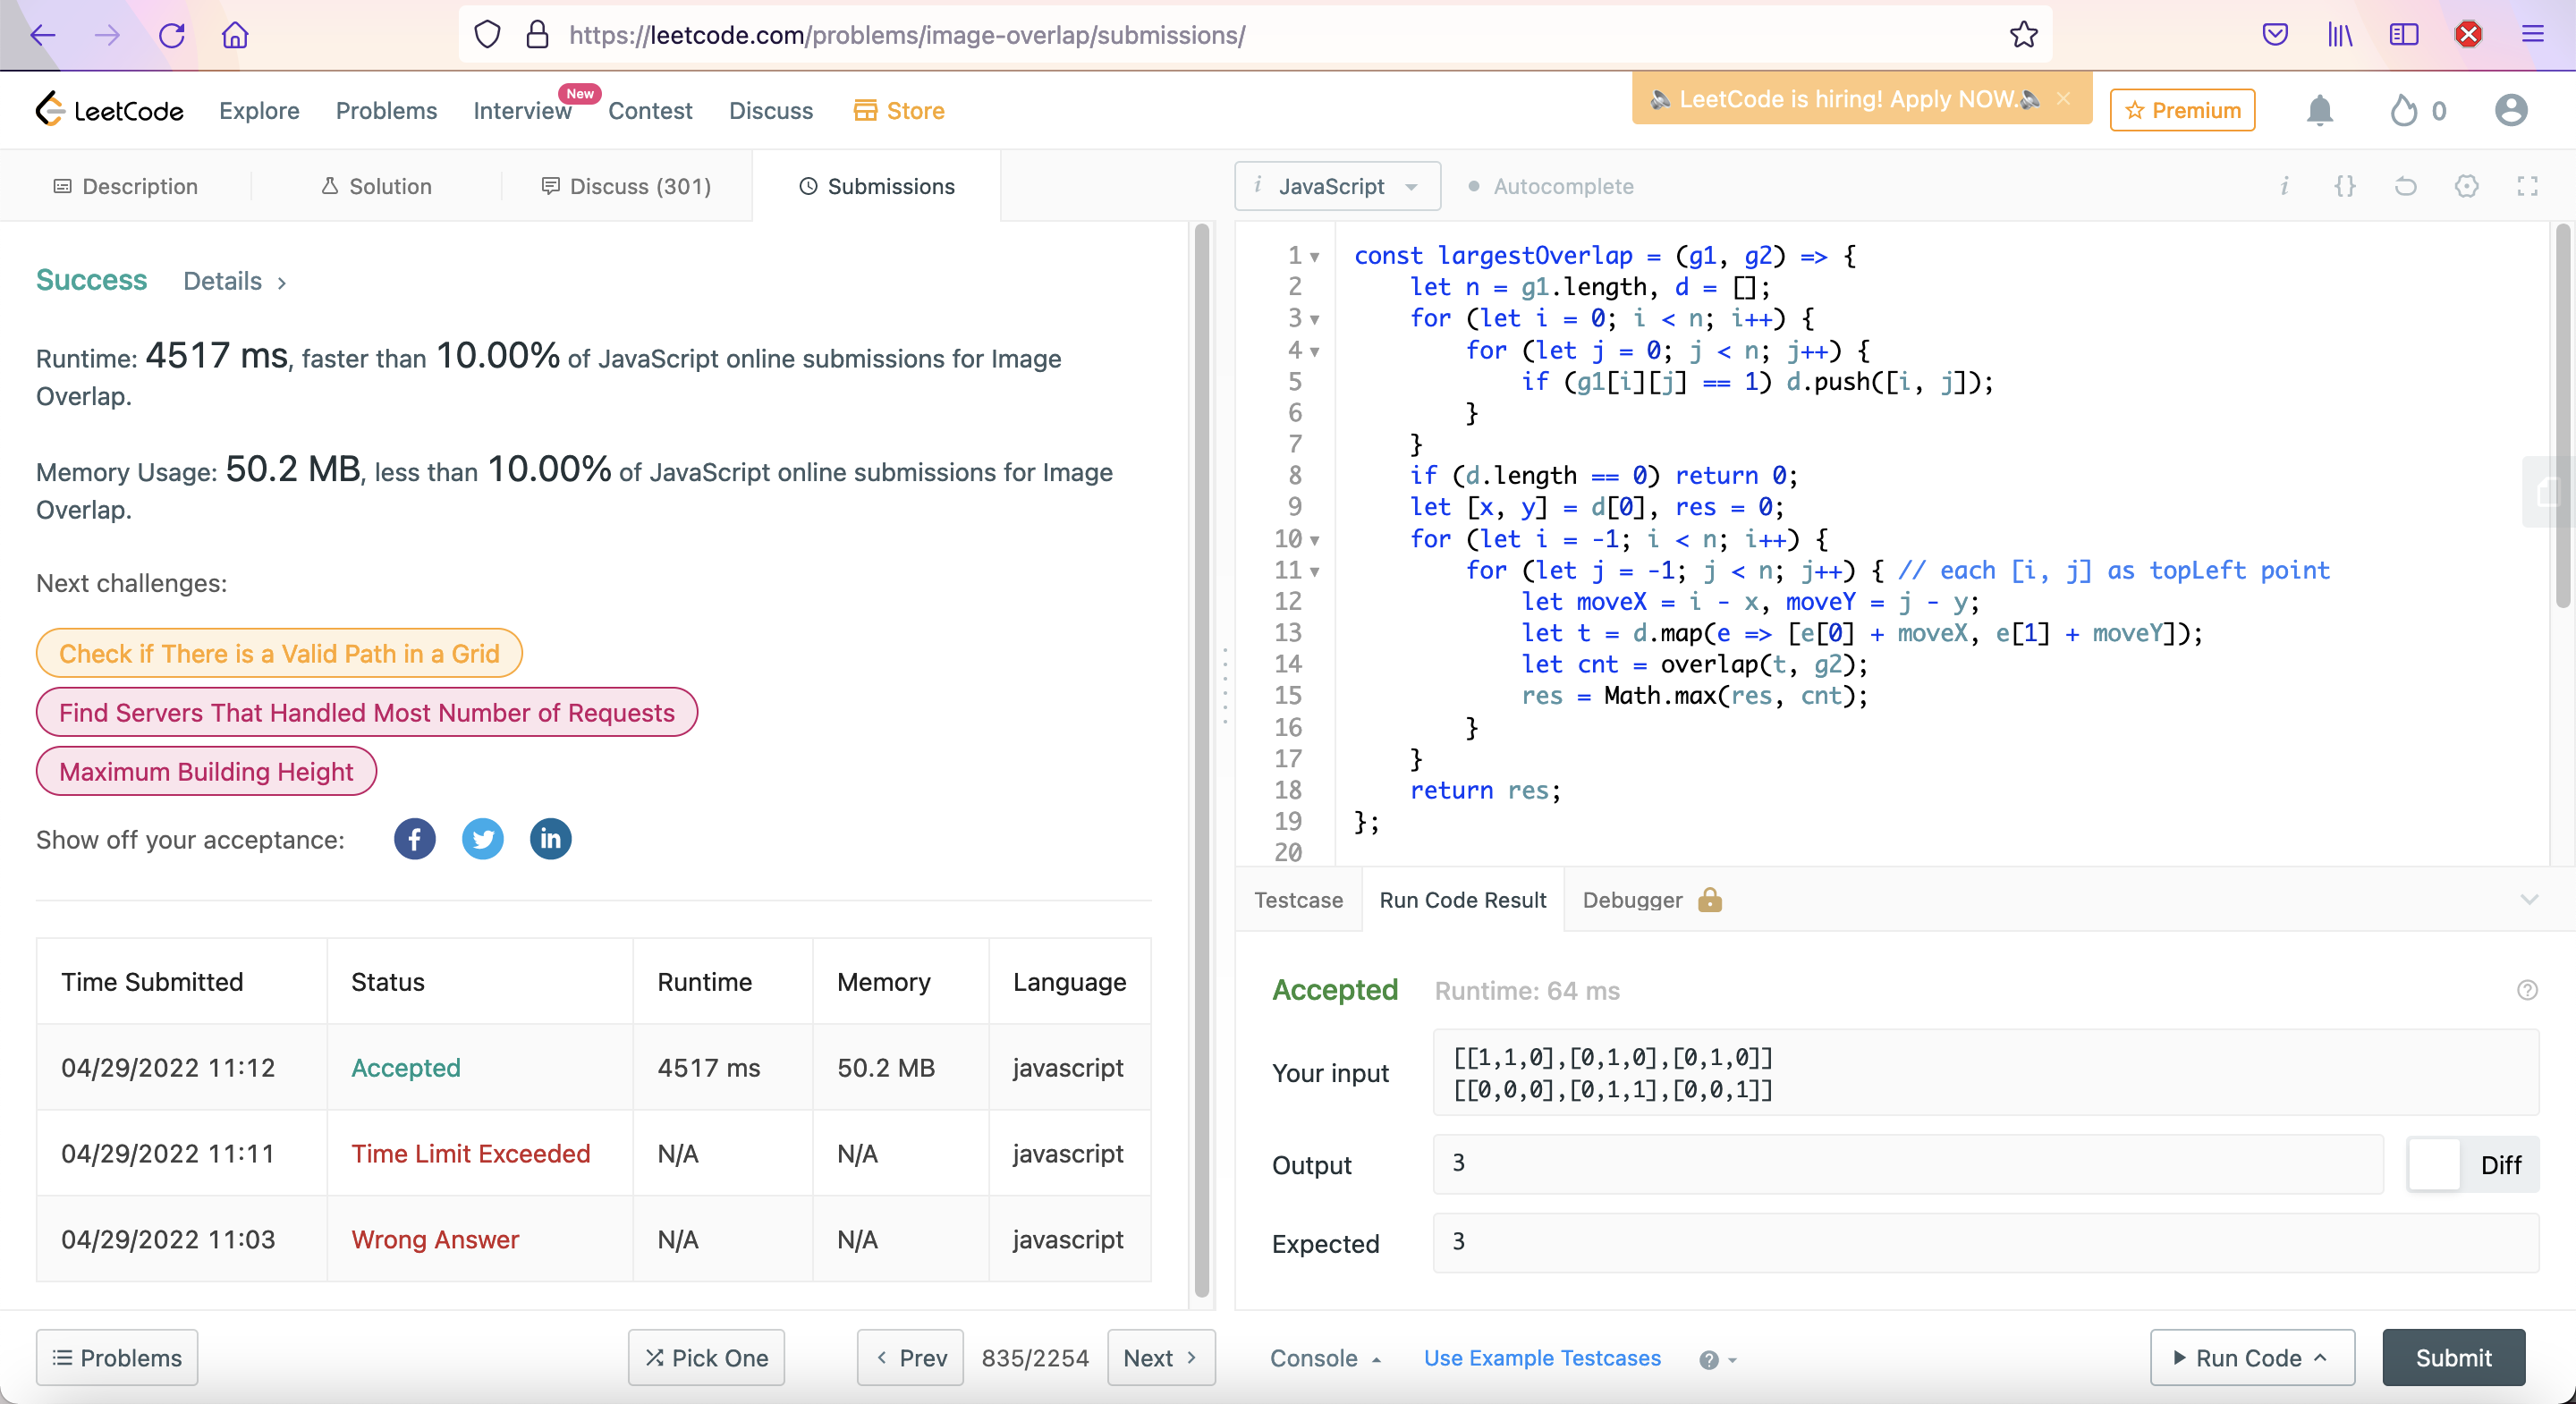 https://leetcode.com/problems/image-overlap/submissions/
LeetCode
Explore
Problems
Interview
New
Contest
Discuss
Store
LeetCode is hiring! Apply NOW.
Premium
0
Description
Solution
Discuss (301)
Submissions
i JavaScript
Autocomplete
i
{}
Success
Details
Runtime: 4517 ms, faster than 10.00% of JavaScript online submissions for Image
Overlap.
Memory Usage: 50.2 MB, less than 10.00% of JavaScript online submissions for Image
Overlap.
Next challenges:
Check if There is a Valid Path in a Grid
Find Servers That Handled Most Number of Requests
Maximum Building Height
Show off your acceptance:
Time Submitted Status Runtime Memory Language
04/29/2022 11:12 Accepted 4517 ms 50.2 MB javascript
04/29/2022 11:11 Time Limit Exceeded N/A N/A javascript
04/29/2022 11:03 Wrong Answer N/A N/A javascript
Problems
Pick One
Prev
835/2254
Next
1 const largestOverlap = (g1, g2) => {
2 let n = g1.length, d = [];
3 for (let i = 0; i < n; i++) {
4 for (let j = 0; j < n; j++) {
5 if (g1[i][j] == 1) d.push([i, j]);
6 }
7 }
8 if (d.length == 0) return 0;
9 let [x, y] = d[0], res = 0;
10 for (let i = -1; i < n; i++) {
11 for (let j = -1; j < n; j++) { // each [i, j] as topLeft point
12 let moveX = i - x, moveY = j - y;
13 let t = d.map(e => [e[0] + moveX, e[1] + moveY]);
14 let cnt = overlap(t, g2);
15 res = Math.max(res, cnt);
16 }
17 }
18 return res;
19 };
20
Testcase
Run Code Result
Debugger
Accepted
Runtime: 64 ms
Your input
[[1,1,0],[0,1,0],[0,1,0]]
[[0,0,0],[0,1,1],[0,0,1]]
Output
3
Diff
Expected
3
Console
Use Example Testcases
Run Code
Submit